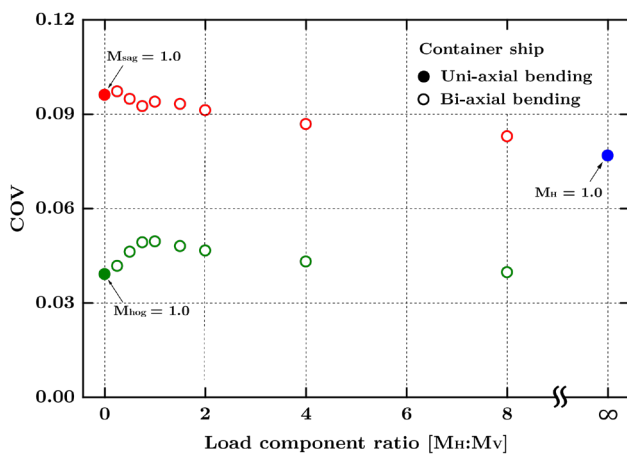 0.12
0.09
0.06
0.03
0.00
COV
Msag = 1.0
Container ship
Uni-axial bending
Bi-axial bending
MH = 1.0
Mhog = 1.0
0 2 4 6 8 ∞
Load component ratio [MH:MV]